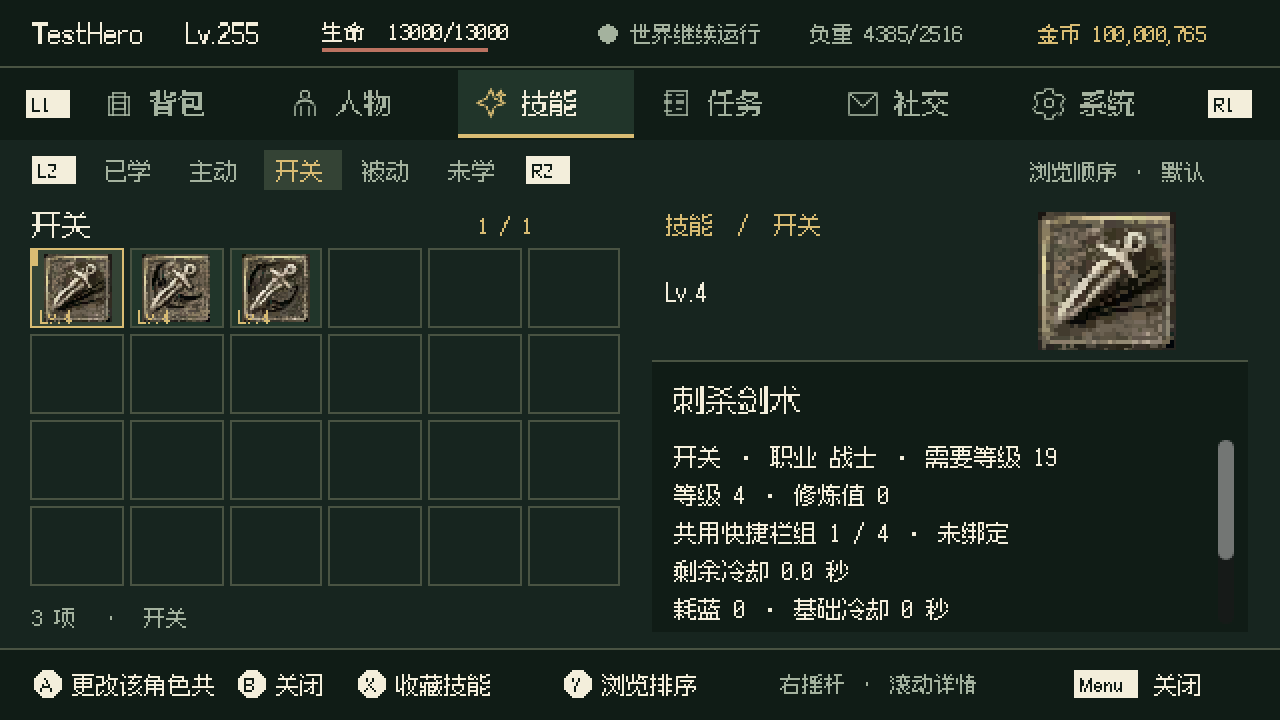 TestHero Lv.255 生命 13000/13000 世界继续运行 负重 4385/2516 金币 100,000,765
L1 背包 人物 技能 任务 社交 系统 R1
L2 已学 主动 开关 被动 未学 R2 浏览顺序 · 默认
开关 1 / 1
Lv.4 Lv.4 Lv.4
3 项 · 开关
技能 / 开关
Lv.4
刺杀剑术
开关 · 职业 战士 · 需要等级 19
等级 4 · 修炼值 0
共用快捷栏组 1 / 4 · 未绑定
剩余冷却 0.0 秒
耗蓝 0 · 基础冷却 0 秒
A 更改该角色共 B 关闭 X 收藏技能 Y 浏览排序 右摇杆 · 滚动详情 Menu 关闭